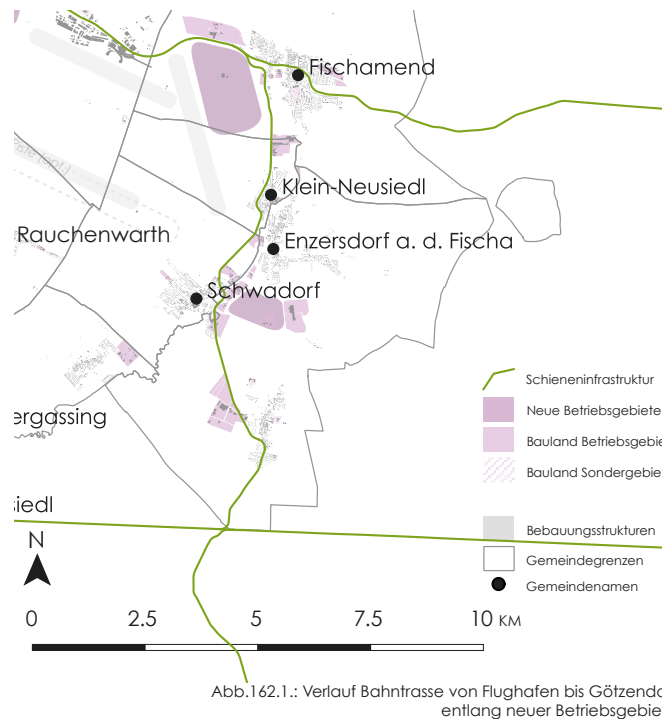 Fischamend
Klein-Neusiedl
Rauchenwarth
Enzersdorf a. d. Fischa
Schwadorf
Schieneninfrastruktur
Neue Betriebsgebiete
Bauland Betriebsgebie
ergassing
Bauland Sondergebie
siedl
Bebauungsstrukturen
N
Gemeindegrenzen
Gemeindenamen
0 2.5 5 7.5 10 KM
Abb.162.1.: Verlauf Bahntrasse von Flughafen bis Götzendo
entlang neuer Betriebsgebie